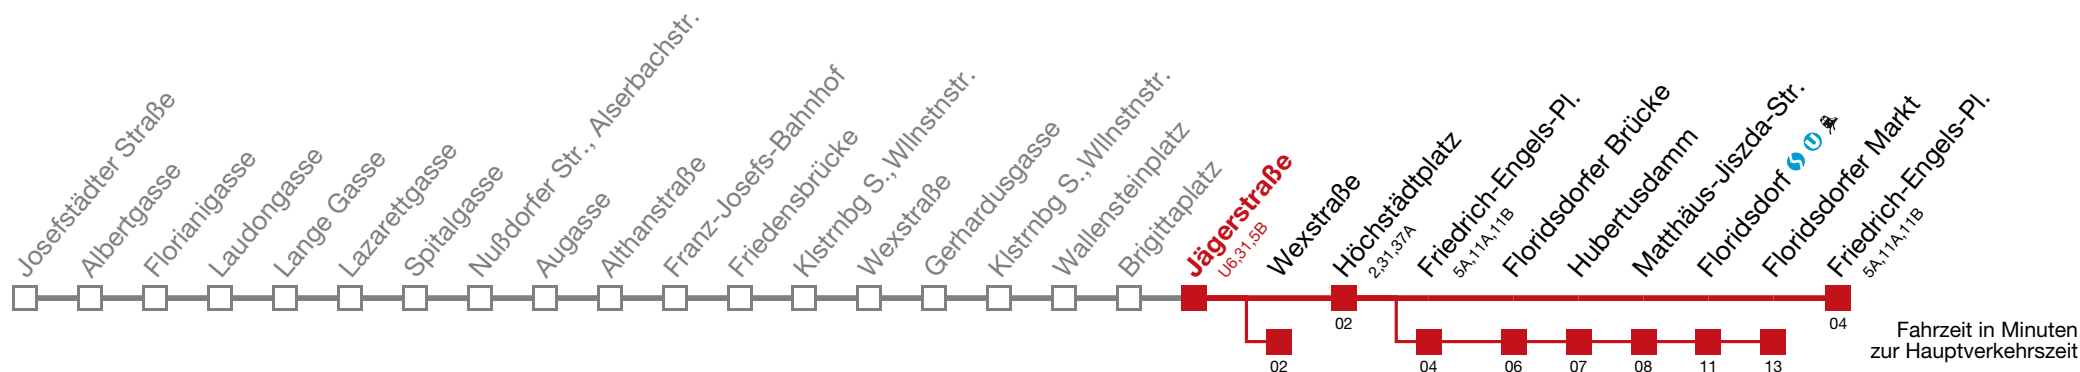 Josefstädter Straße
Albertgasse
Florianigasse
Laudongasse
Lange Gasse
Lazarettgasse
Spitalgasse
Nußdorfer Str., Alserbachstr.
Augasse
Althanstraße
Franz-Josefs-Bahnhof
Friedensbrücke
Klstrnbg S., Wllnstnstr.
Wexstraße
Gerhardusgasse
Klstrnbg S., Wllnstnstr.
Wallensteinplatz
Brigittaplatz
Jägerstraße
U6,31,5B
Wexstraße
Höchstädtplatz
2,31,37A
Friedrich-Engels-Pl.
5A,11A,11B
Floridsdorfer Brücke
Hubertusdamm
Matthäus-Jiszda-Str.
Floridsdorf S U
Floridsdorfer Markt
Friedrich-Engels-Pl.
5A,11A,11B
02
04
02
04
06
07
08
11
13
Fahrzeit in Minuten
zur Hauptverkehrszeit